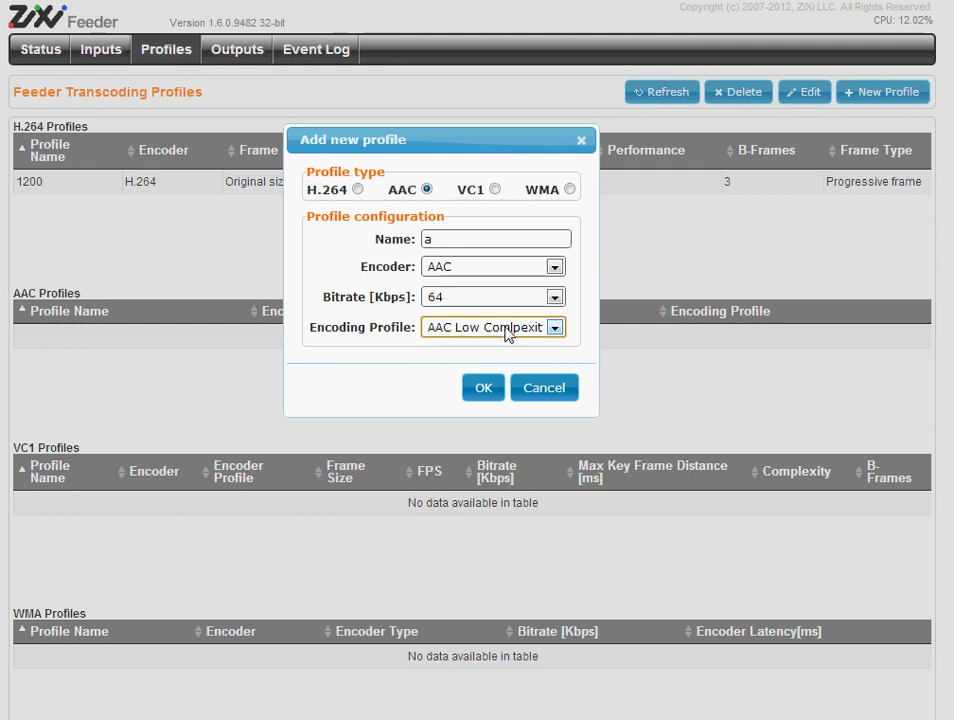 ZiXi Feeder
Version 1.6.0.9482 32-bit
Copyright (c) 2007-2012, ZiXi LLC. All Rights Reserved.
CPU: 12.02%
Status Inputs Profiles Outputs Event Log
Feeder Transcoding Profiles
Refresh Delete Edit New Profile
H.264 Profiles
Profile Name Encoder Frame Performance B-Frames Frame Type
1200 H.264 Original siz 3 Progressive frame
Add new profile
Profile type
H.264 AAC VC1 WMA
Profile configuration
Name: a
Encoder: AAC
Bitrate [Kbps]: 64
Encoding Profile: AAC Low Comlpexit
OK Cancel
AAC Profiles
Profile Name Enc Encoding Profile
VC1 Profiles
Profile Name Encoder Encoder Profile Frame Size FPS Bitrate [Kbps] Max Key Frame Distance [ms] Complexity B-Frames
No data available in table
WMA Profiles
Profile Name Encoder Encoder Type Bitrate [Kbps] Encoder Latency[ms]
No data available in table